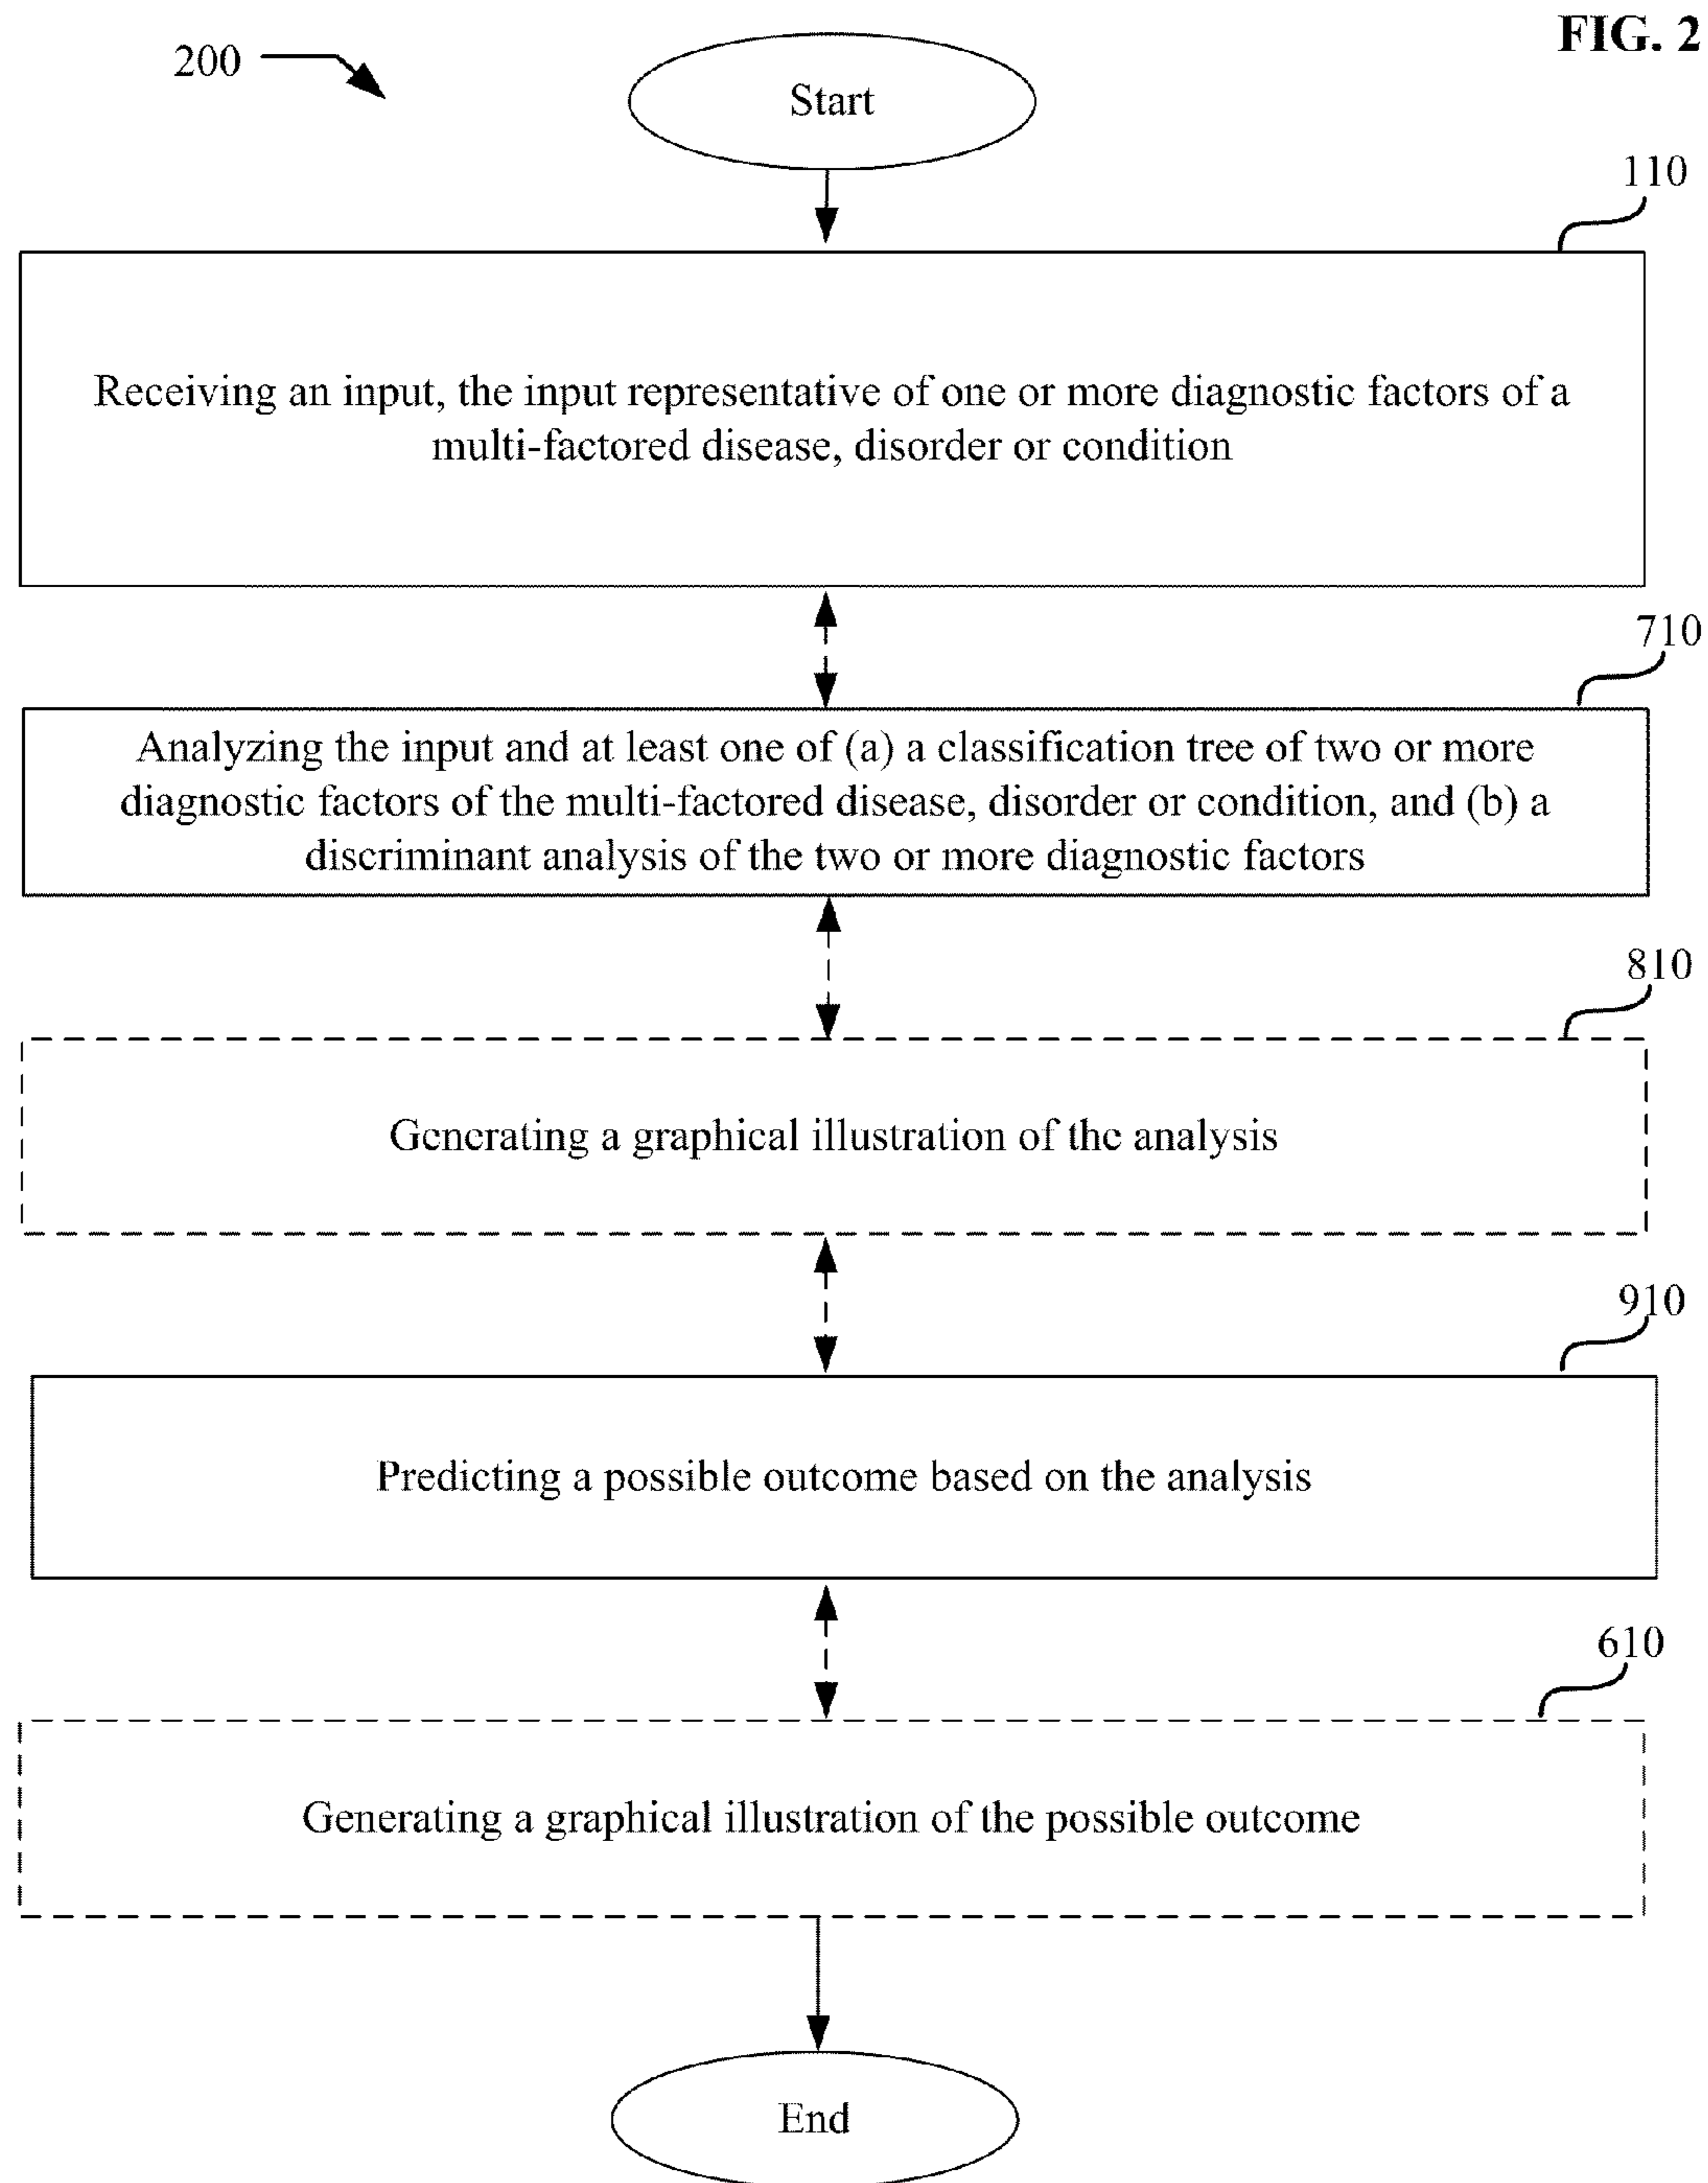 FIG. 2
200
Start
110
Receiving an input, the input representative of one or more diagnostic factors of a
multi-factored disease, disorder or condition
710
Analyzing the input and at least one of (a) a classification tree of two or more
diagnostic factors of the multi-factored disease, disorder or condition, and (b) a
discriminant analysis of the two or more diagnostic factors
810
Generating a graphical illustration of the analysis
910
Predicting a possible outcome based on the analysis
610
Generating a graphical illustration of the possible outcome
End